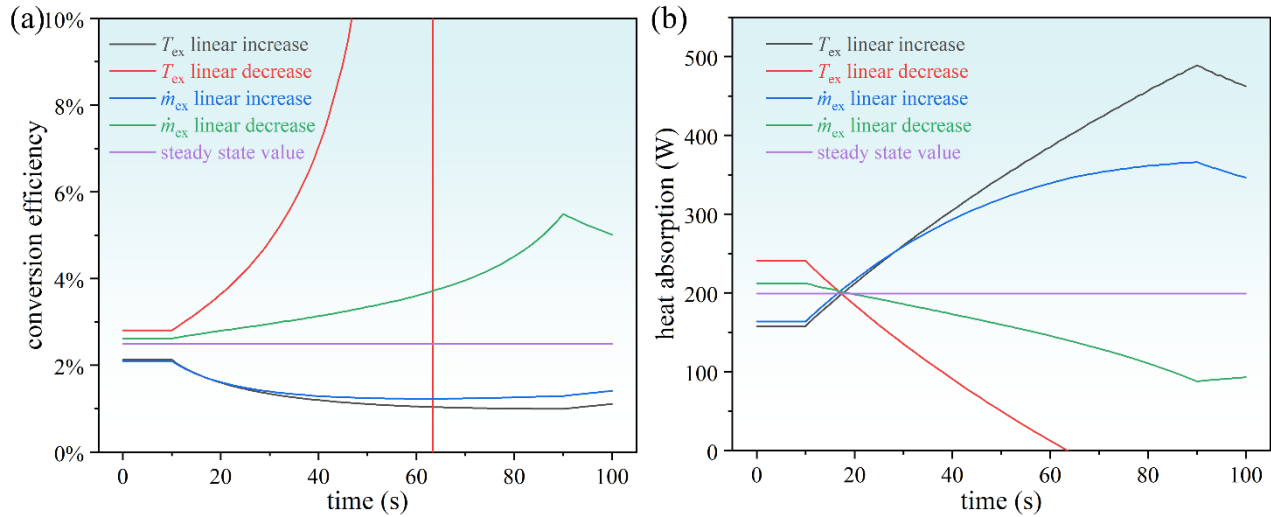 (a)
conversion efficiency
10%
8%
6%
4%
2%
0%
T_ex linear increase
T_ex linear decrease
ṁ_ex linear increase
ṁ_ex linear decrease
steady state value
0
20
40
60
80
100
time (s)
(b)
heat absorption (W)
500
400
300
200
100
0
T_ex linear increase
T_ex linear decrease
ṁ_ex linear increase
ṁ_ex linear decrease
steady state value
0
20
40
60
80
100
time (s)